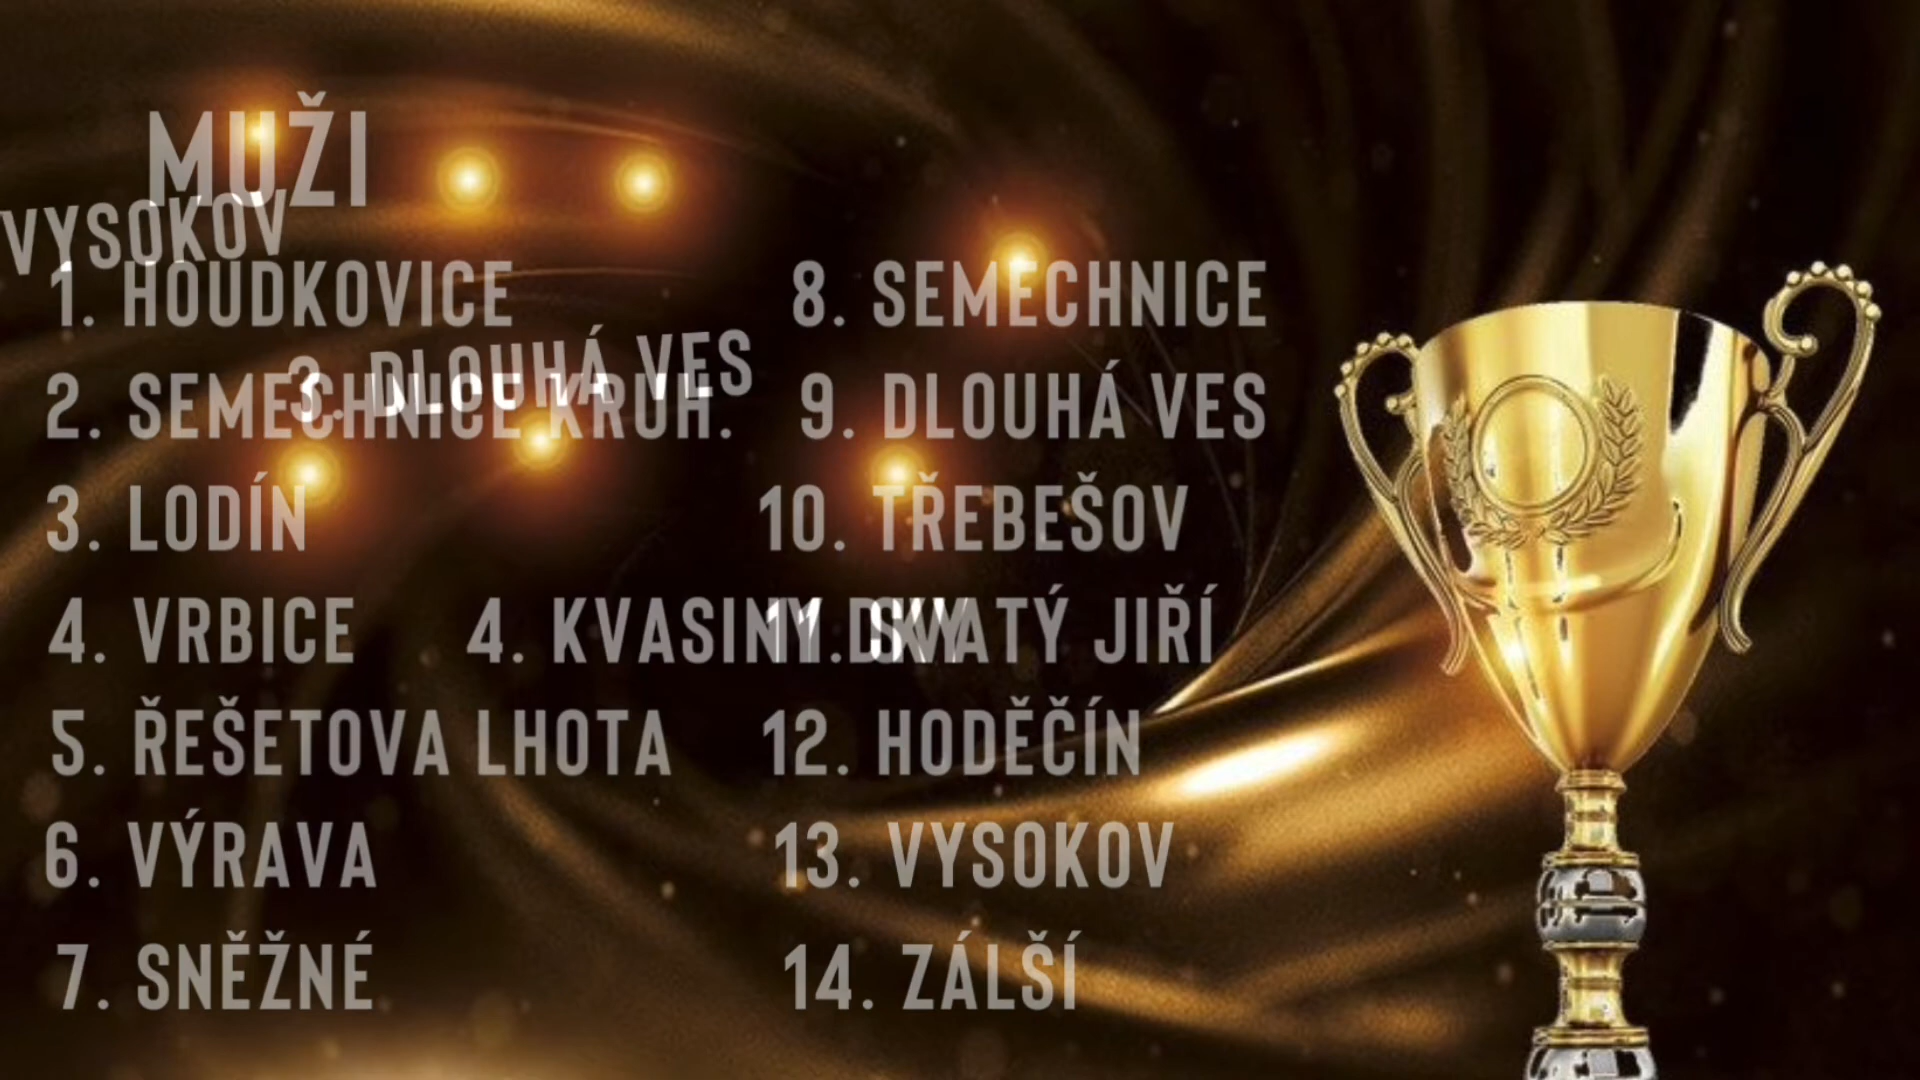 MUŽI
VYSOKOV
1. HOUDKOVICE
3. DLOUHÁ VES
2. SEMECHNICE KRUH.
3. LODÍN
4. VRBICE
4. KVASINY DKY
5. ŘEŠETOVA LHOTA
6. VÝRAVA
7. SNĚŽNÉ
8. SEMECHNICE
9. DLOUHÁ VES
10. TŘEBEŠOV
11. SVATÝ JIŘÍ
12. HODĚČÍN
13. VYSOKOV
14. ZÁLŠÍ